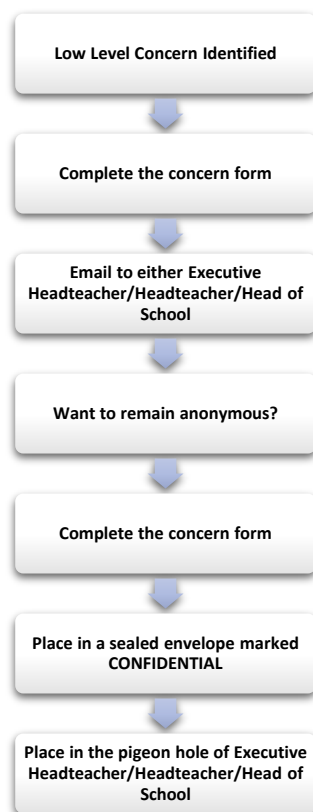 Low Level Concern Identified
Complete the concern form
Email to either Executive
Headteacher/Headteacher/Head of
School
Want to remain anonymous?
Complete the concern form
Place in a sealed envelope marked
CONFIDENTIAL
Place in the pigeon hole of Executive
Headteacher/Headteacher/Head of
School